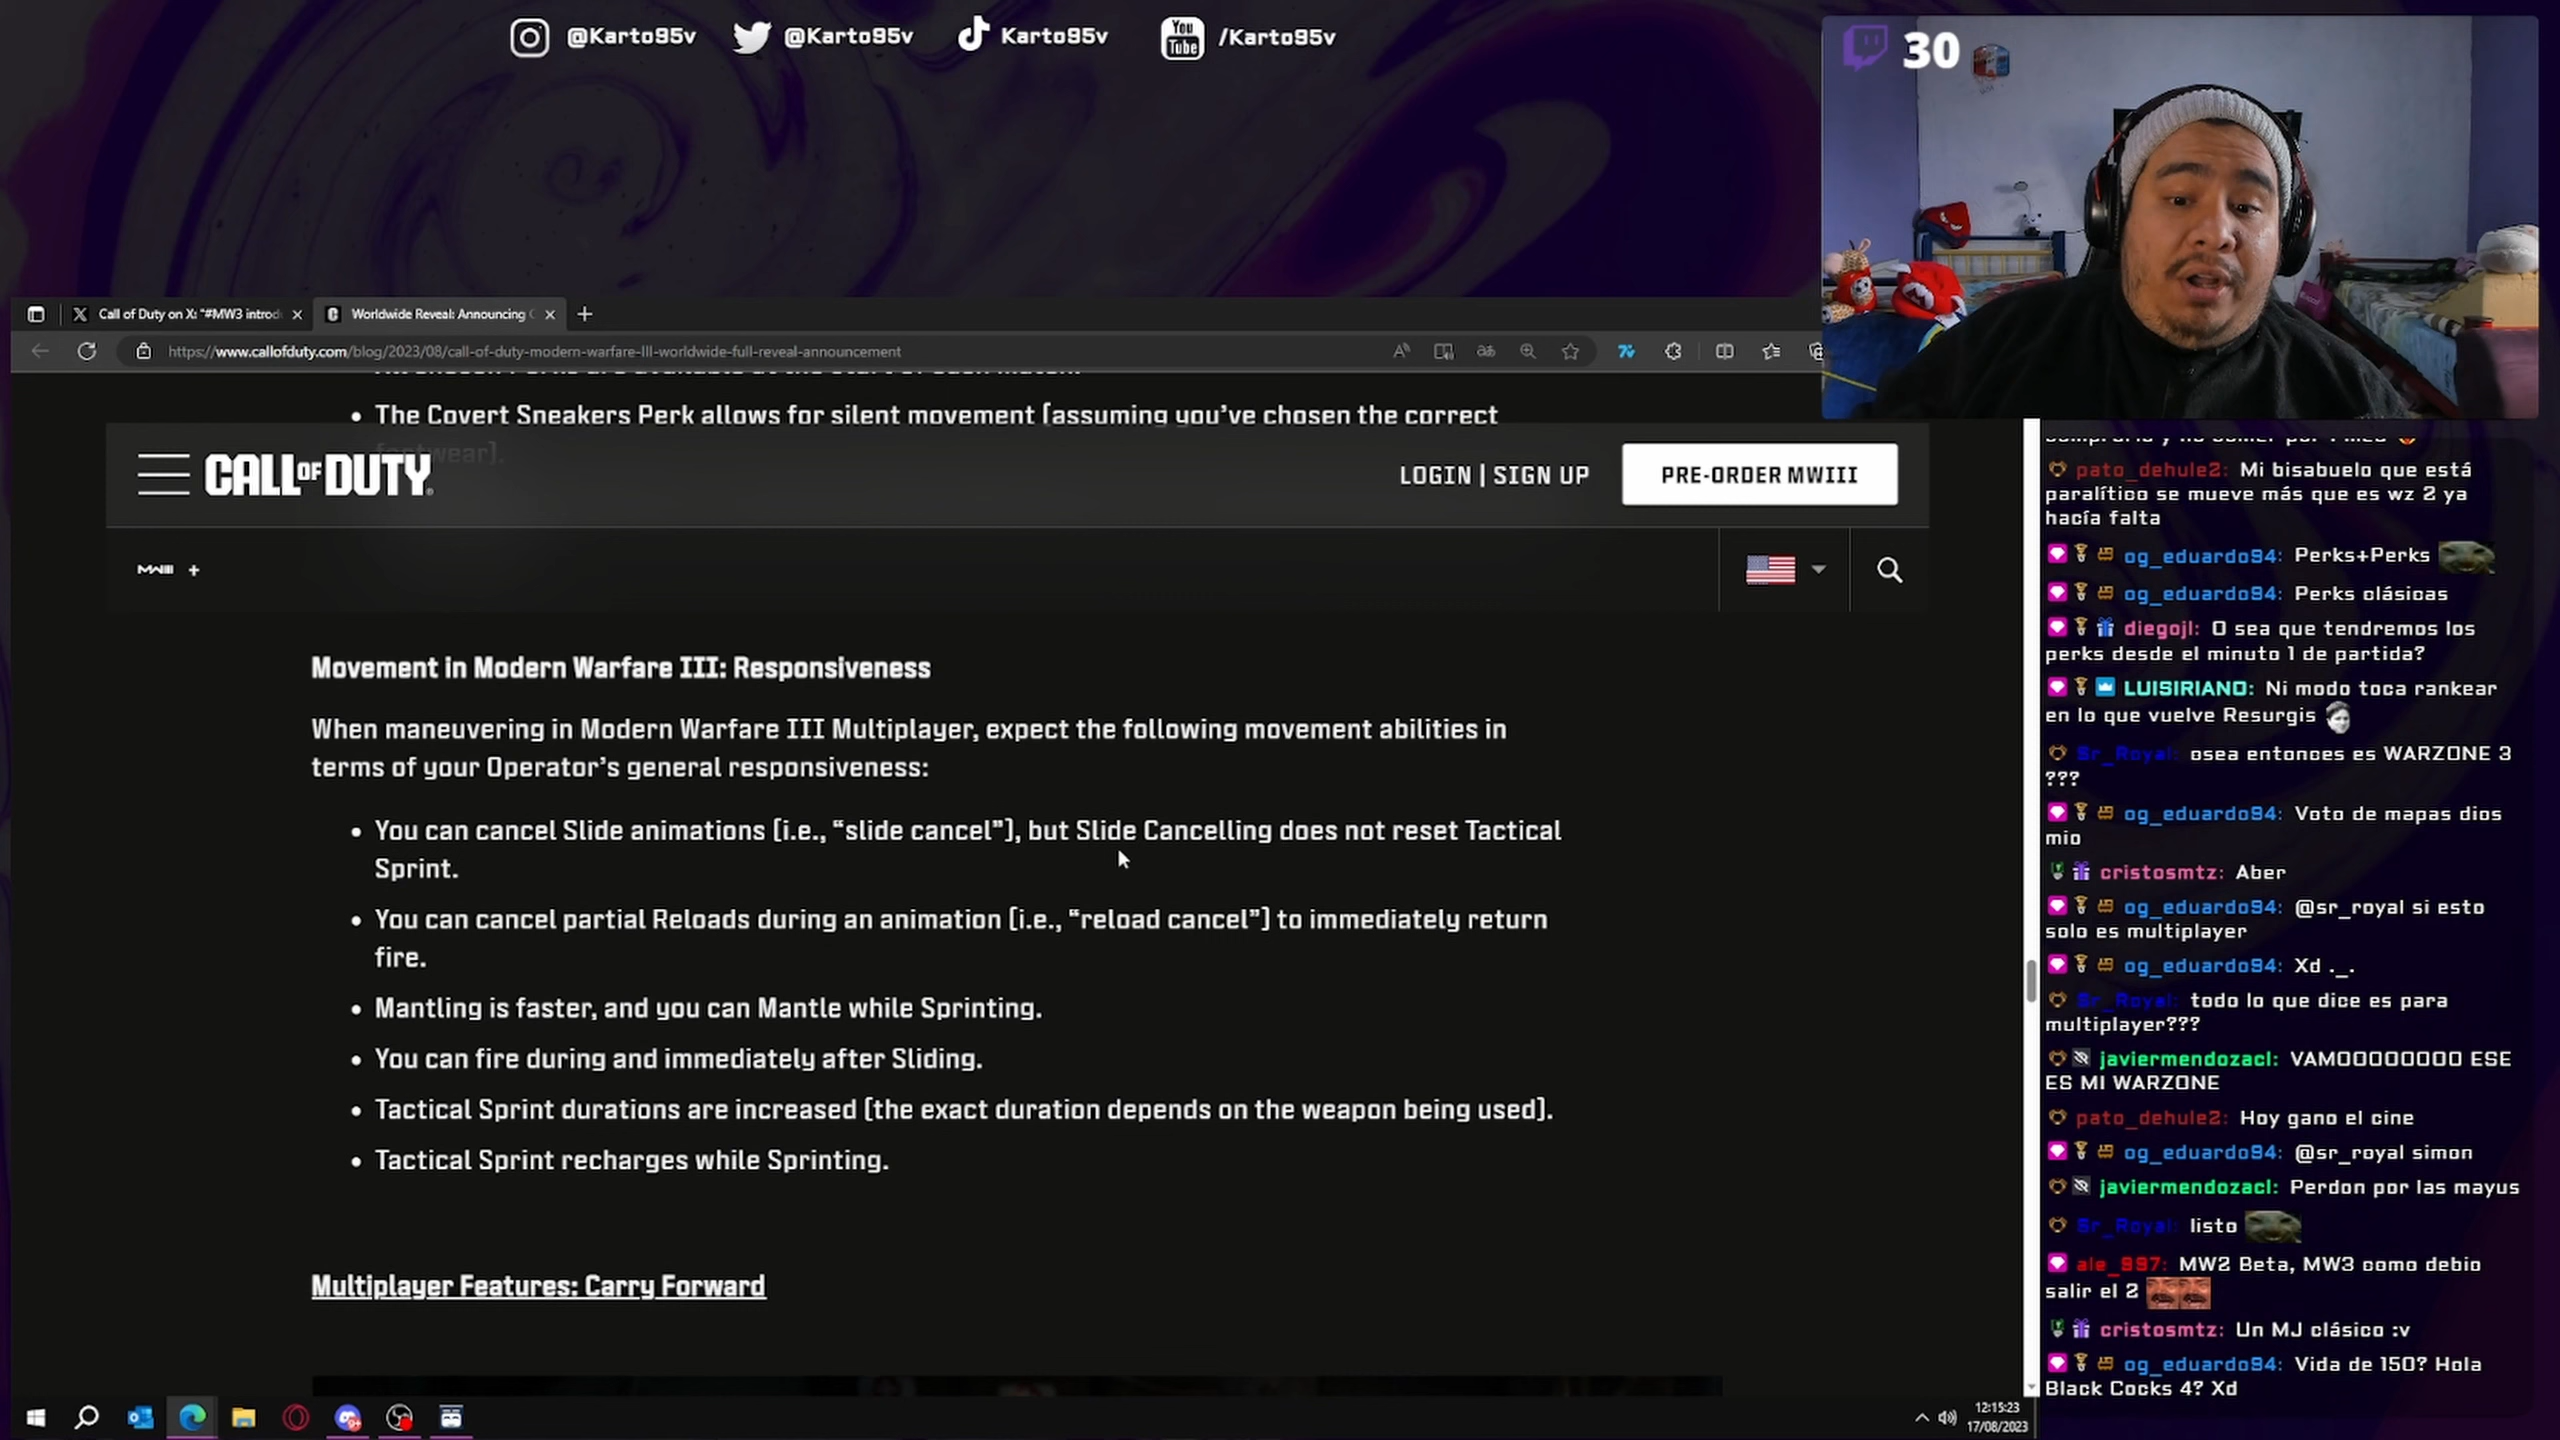 @Karto95v @Karto95v Karto95v You Tube /Karto95v
30
Call of Duty on X: "#MW3 introd
Worldwide Reveal: Announcing
https://www.callofduty.com/blog/2023/08/call-of-duty-modern-warfare-III-worldwide-full-reveal-announcement
• The Covert Sneakers Perk allows for silent movement [assuming you've chosen the correct
footwear].
CALL OF DUTY
LOGIN | SIGN UP
PRE-ORDER MWIII
MWIII +
Movement in Modern Warfare III: Responsiveness
When maneuvering in Modern Warfare III Multiplayer, expect the following movement abilities in
terms of your Operator's general responsiveness:
• You can cancel Slide animations [i.e., "slide cancel"], but Slide Cancelling does not reset Tactical
Sprint.
• You can cancel partial Reloads during an animation [i.e., "reload cancel"] to immediately return
fire.
• Mantling is faster, and you can Mantle while Sprinting.
• You can fire during and immediately after Sliding.
• Tactical Sprint durations are increased [the exact duration depends on the weapon being used].
• Tactical Sprint recharges while Sprinting.
Multiplayer Features: Carry Forward
pato_dehule2: Mi bisabuelo que está
paralítico se mueve más que es wz 2 ya
hacía falta
og_eduardo94: Perks+Perks
og_eduardo94: Perks clásicas
diegojl: O sea que tendremos los
perks desde el minuto 1 de partida?
LUISIRIANO: Ni modo toca rankear
en lo que vuelve Resurgis
Sr_Royal: osea entonces es WARZONE 3
???
og_eduardo94: Voto de mapas dios
mio
cristosmtz: Aber
og_eduardo94: @sr_royal si esto
solo es multiplayer
og_eduardo94: Xd ._.
Sr_Royal: todo lo que dice es para
multiplayer???
javiermendozacl: VAMOOOOOOOO ESE
ES MI WARZONE
pato_dehule2: Hoy gano el cine
og_eduardo94: @sr_royal simon
javiermendozacl: Perdon por las mayus
Sr_Royal: listo
ale_997: MW2 Beta, MW3 como debio
salir el 2
cristosmtz: Un MJ clásico :v
og_eduardo94: Vida de 150? Hola
Black Cocks 4? Xd
12:15:23
17/08/2023